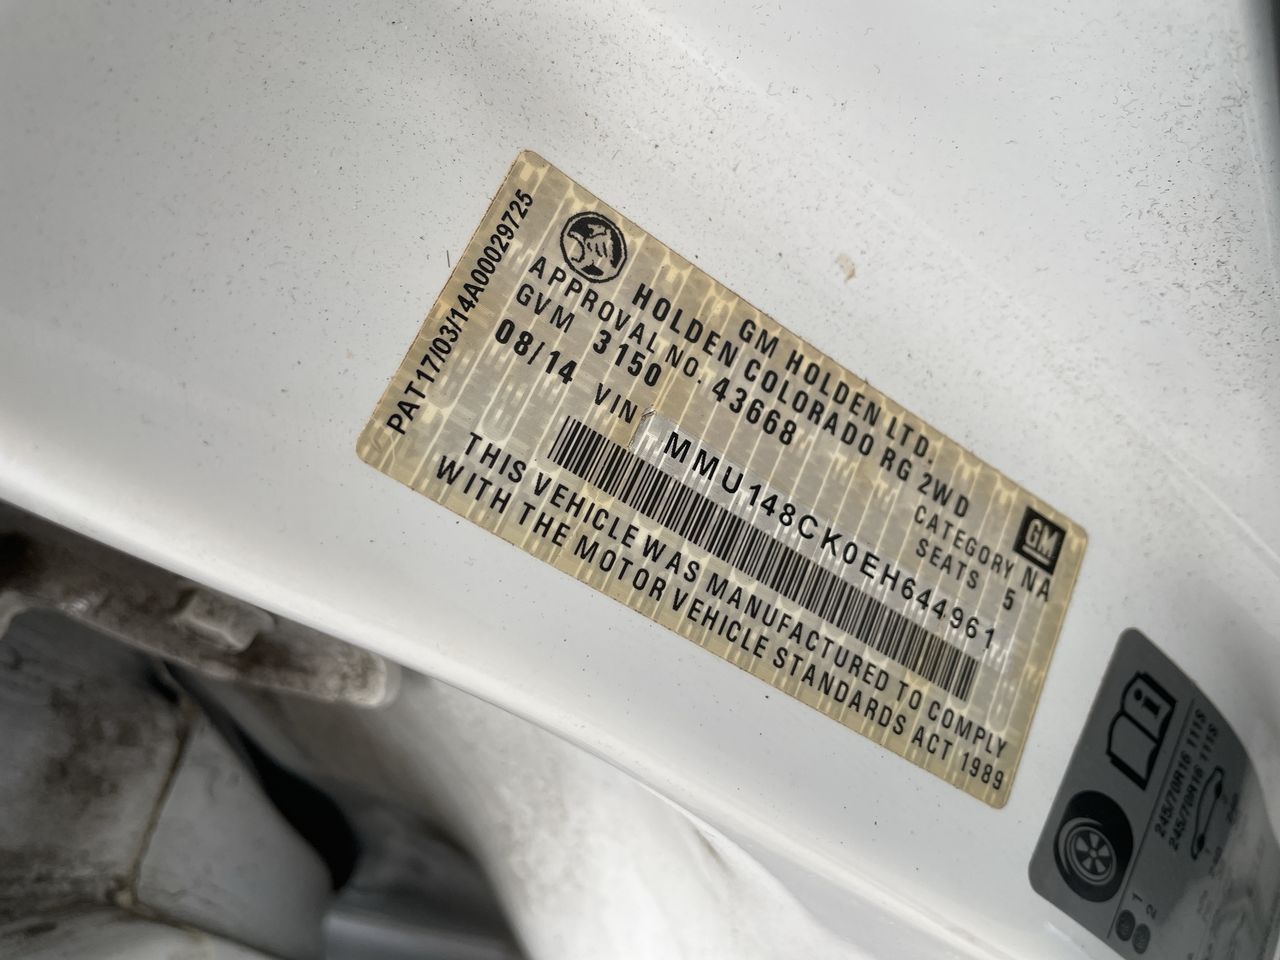 PAT17/03/14A00029725
GM HOLDEN LTD.
HOLDEN COLORADO RG 2WD
APPROVAL NO. 43668 CATEGORY NA
GVM 3150 SEATS 5
08/14 VIN MMU148CK0EH644961
THIS VEHICLE WAS MANUFACTURED TO COMPLY
WITH THE MOTOR VEHICLE STANDARDS ACT 1989
GM
i
245/70R16 111S
245/70R16 111S
1
2